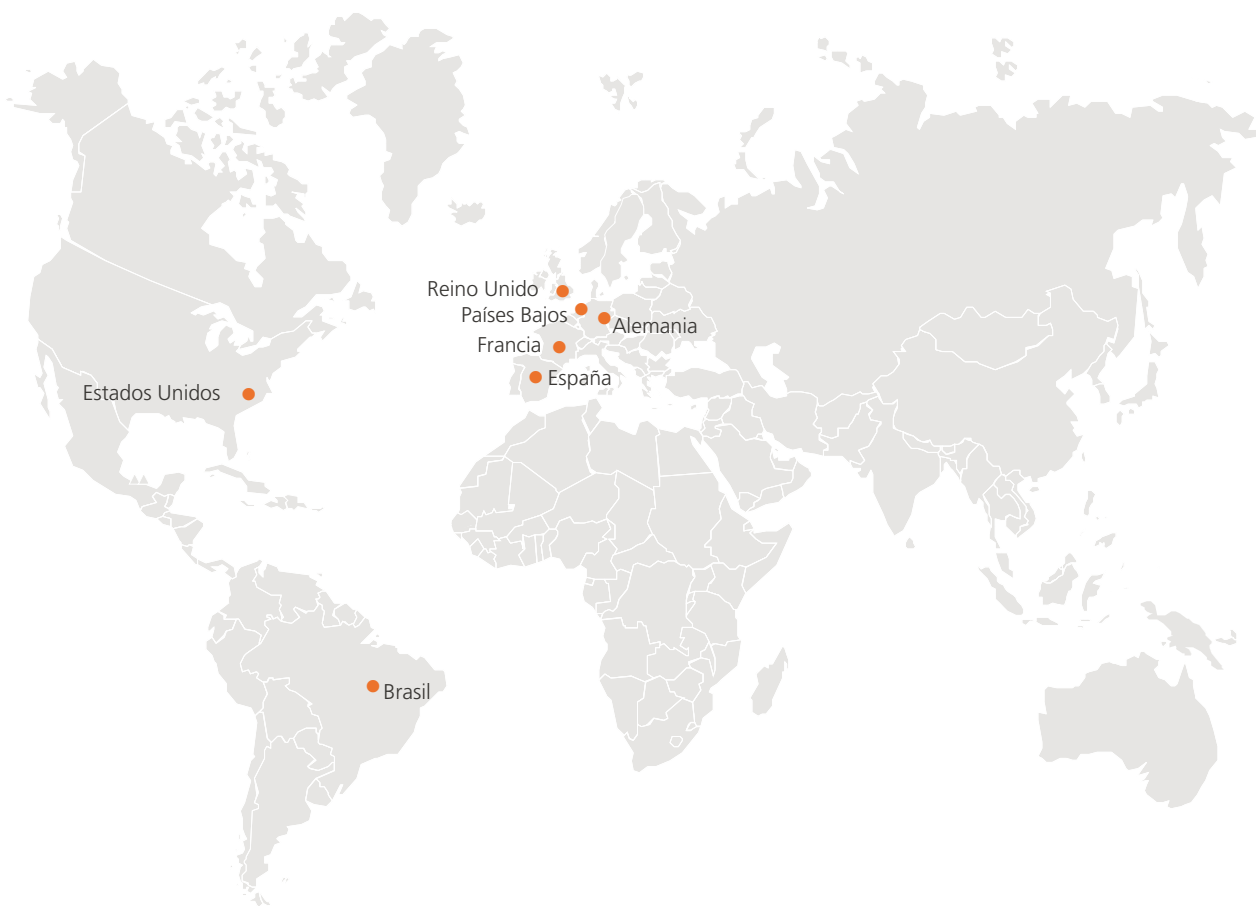 Reino Unido
Países Bajos
Alemania
Francia
España
Estados Unidos
Brasil